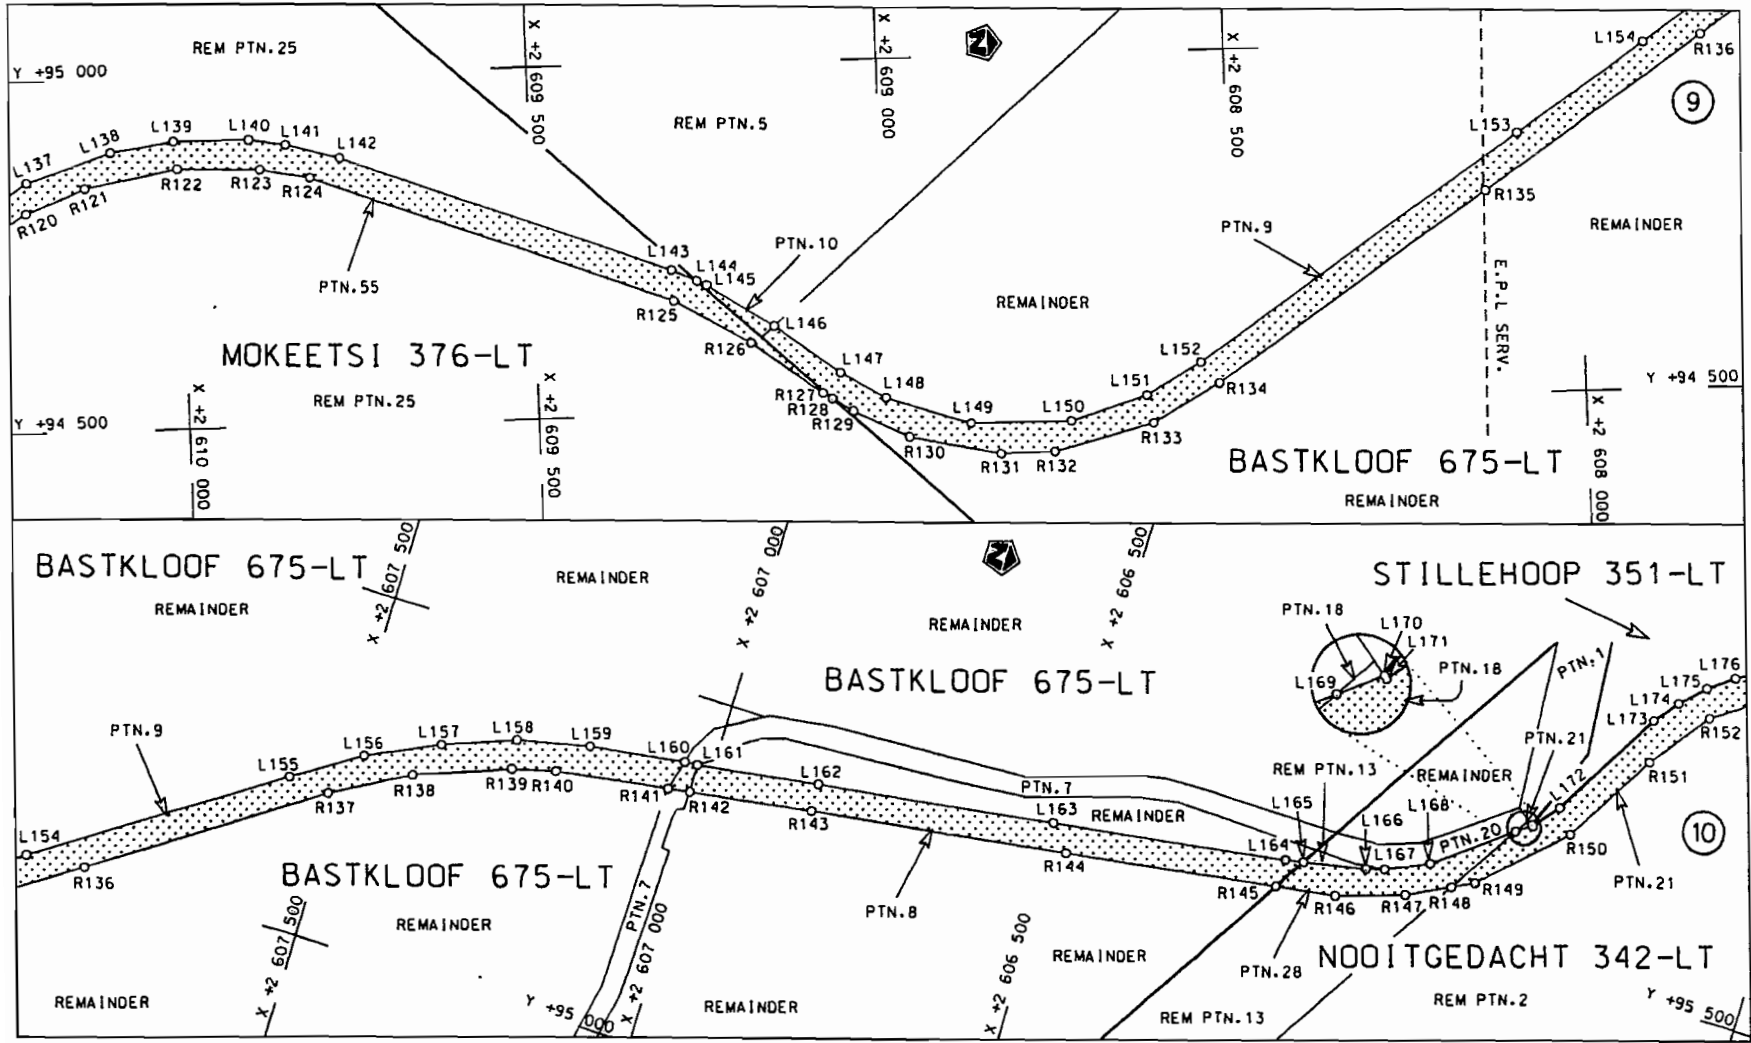 REM PTN.25
Y +95 000
X +2 609 500
REM PTN.5
X +2 609 000
N
X +2 608 500
L154
R136
9
L137
L138
L139
L140
L141
L142
L153
R120
R121
R122
R123
R124
R135
PTN.55
L143
L144
L145
PTN.10
PTN.9
REMAINDER
R125
L146
REMAINDER
E.P.L SERV.
MOKEETSI 376-LT
R126
L147
L148
L152
REM PTN.25
R127
R128
R129
L149
L150
L151
R134
Y +94 500
X +2 610 000
X +2 609 500
R130
R131
R132
R133
Y +94 500
X +2 608 000
BASTKLOOF 675-LT
REMAINDER
BASTKLOOF 675-LT
REMAINDER
X +2 607 500
REMAINDER
X +2 607 000
N
REMAINDER
X +2 606 500
STILLEHOOP 351-LT
PTN.18
L170
L171
PTN.18
L169
PTN.1
BASTKLOOF 675-LT
PTN.9
L154
L155
L156
L157
L158
L159
L160
L161
L162
L163
L164
L165
L166
L167
L168
PTN.7
REMAINDER
REM PTN.13
REMAINDER
PTN.21
PTN.20
L172
L173
L174
L175
L176
R136
R137
R138
R139
R140
R141
R142
R143
R144
R145
R146
R147
R148
R149
R150
R151
R152
10
BASTKLOOF 675-LT
REMAINDER
PTN.7
PTN.8
PTN.28
PTN.21
NOOITGEDACHT 342-LT
REM PTN.2
REMAINDER
X +2 607 500
Y +95 000
X +2 607 000
REMAINDER
X +2 606 500
REMAINDER
REM PTN.13
Y +95 500